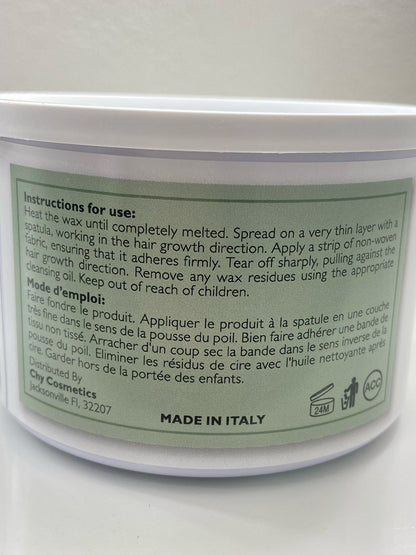 Instructions for use:
Heat the wax until completely melted. Spread on a very thin layer with a
spatula, working in the hair growth direction. Apply a strip of non-woven
fabric, ensuring that it adheres firmly. Tear off sharply, pulling against the
hair growth direction. Remove any wax residues using the appropriate
cleansing oil. Keep out of reach of children.
Mode d'emploi:
Faire fondre le produit. Appliquer le produit à la spatule en une couche
très fine dans le sens de la pousse du poil. Bien faire adhérer une bande de
tissu non tissé. Arracher d'un coup sec la bande dans le sens inverse de la
pousse du poil. Eliminer les résidus de cire avec l'huile nettoyante après
cire. Garder hors de la portée des enfants.
Distributed By
Chy Cosmetics
Jacksonville Fl, 32207
24M
ACC
MADE IN ITALY